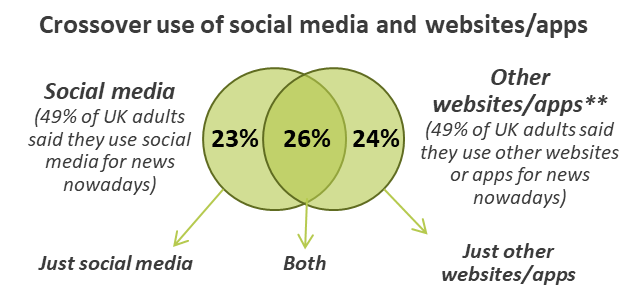 Crossover use of social media and websites/apps
Social media
(49% of UK adults
said they use social
media for news
nowadays)
23%
26%
24%
Other
websites/apps**
(49% of UK adults said
they use other websites
or apps for news
nowadays)
Just social media
Both
Just other
websites/apps